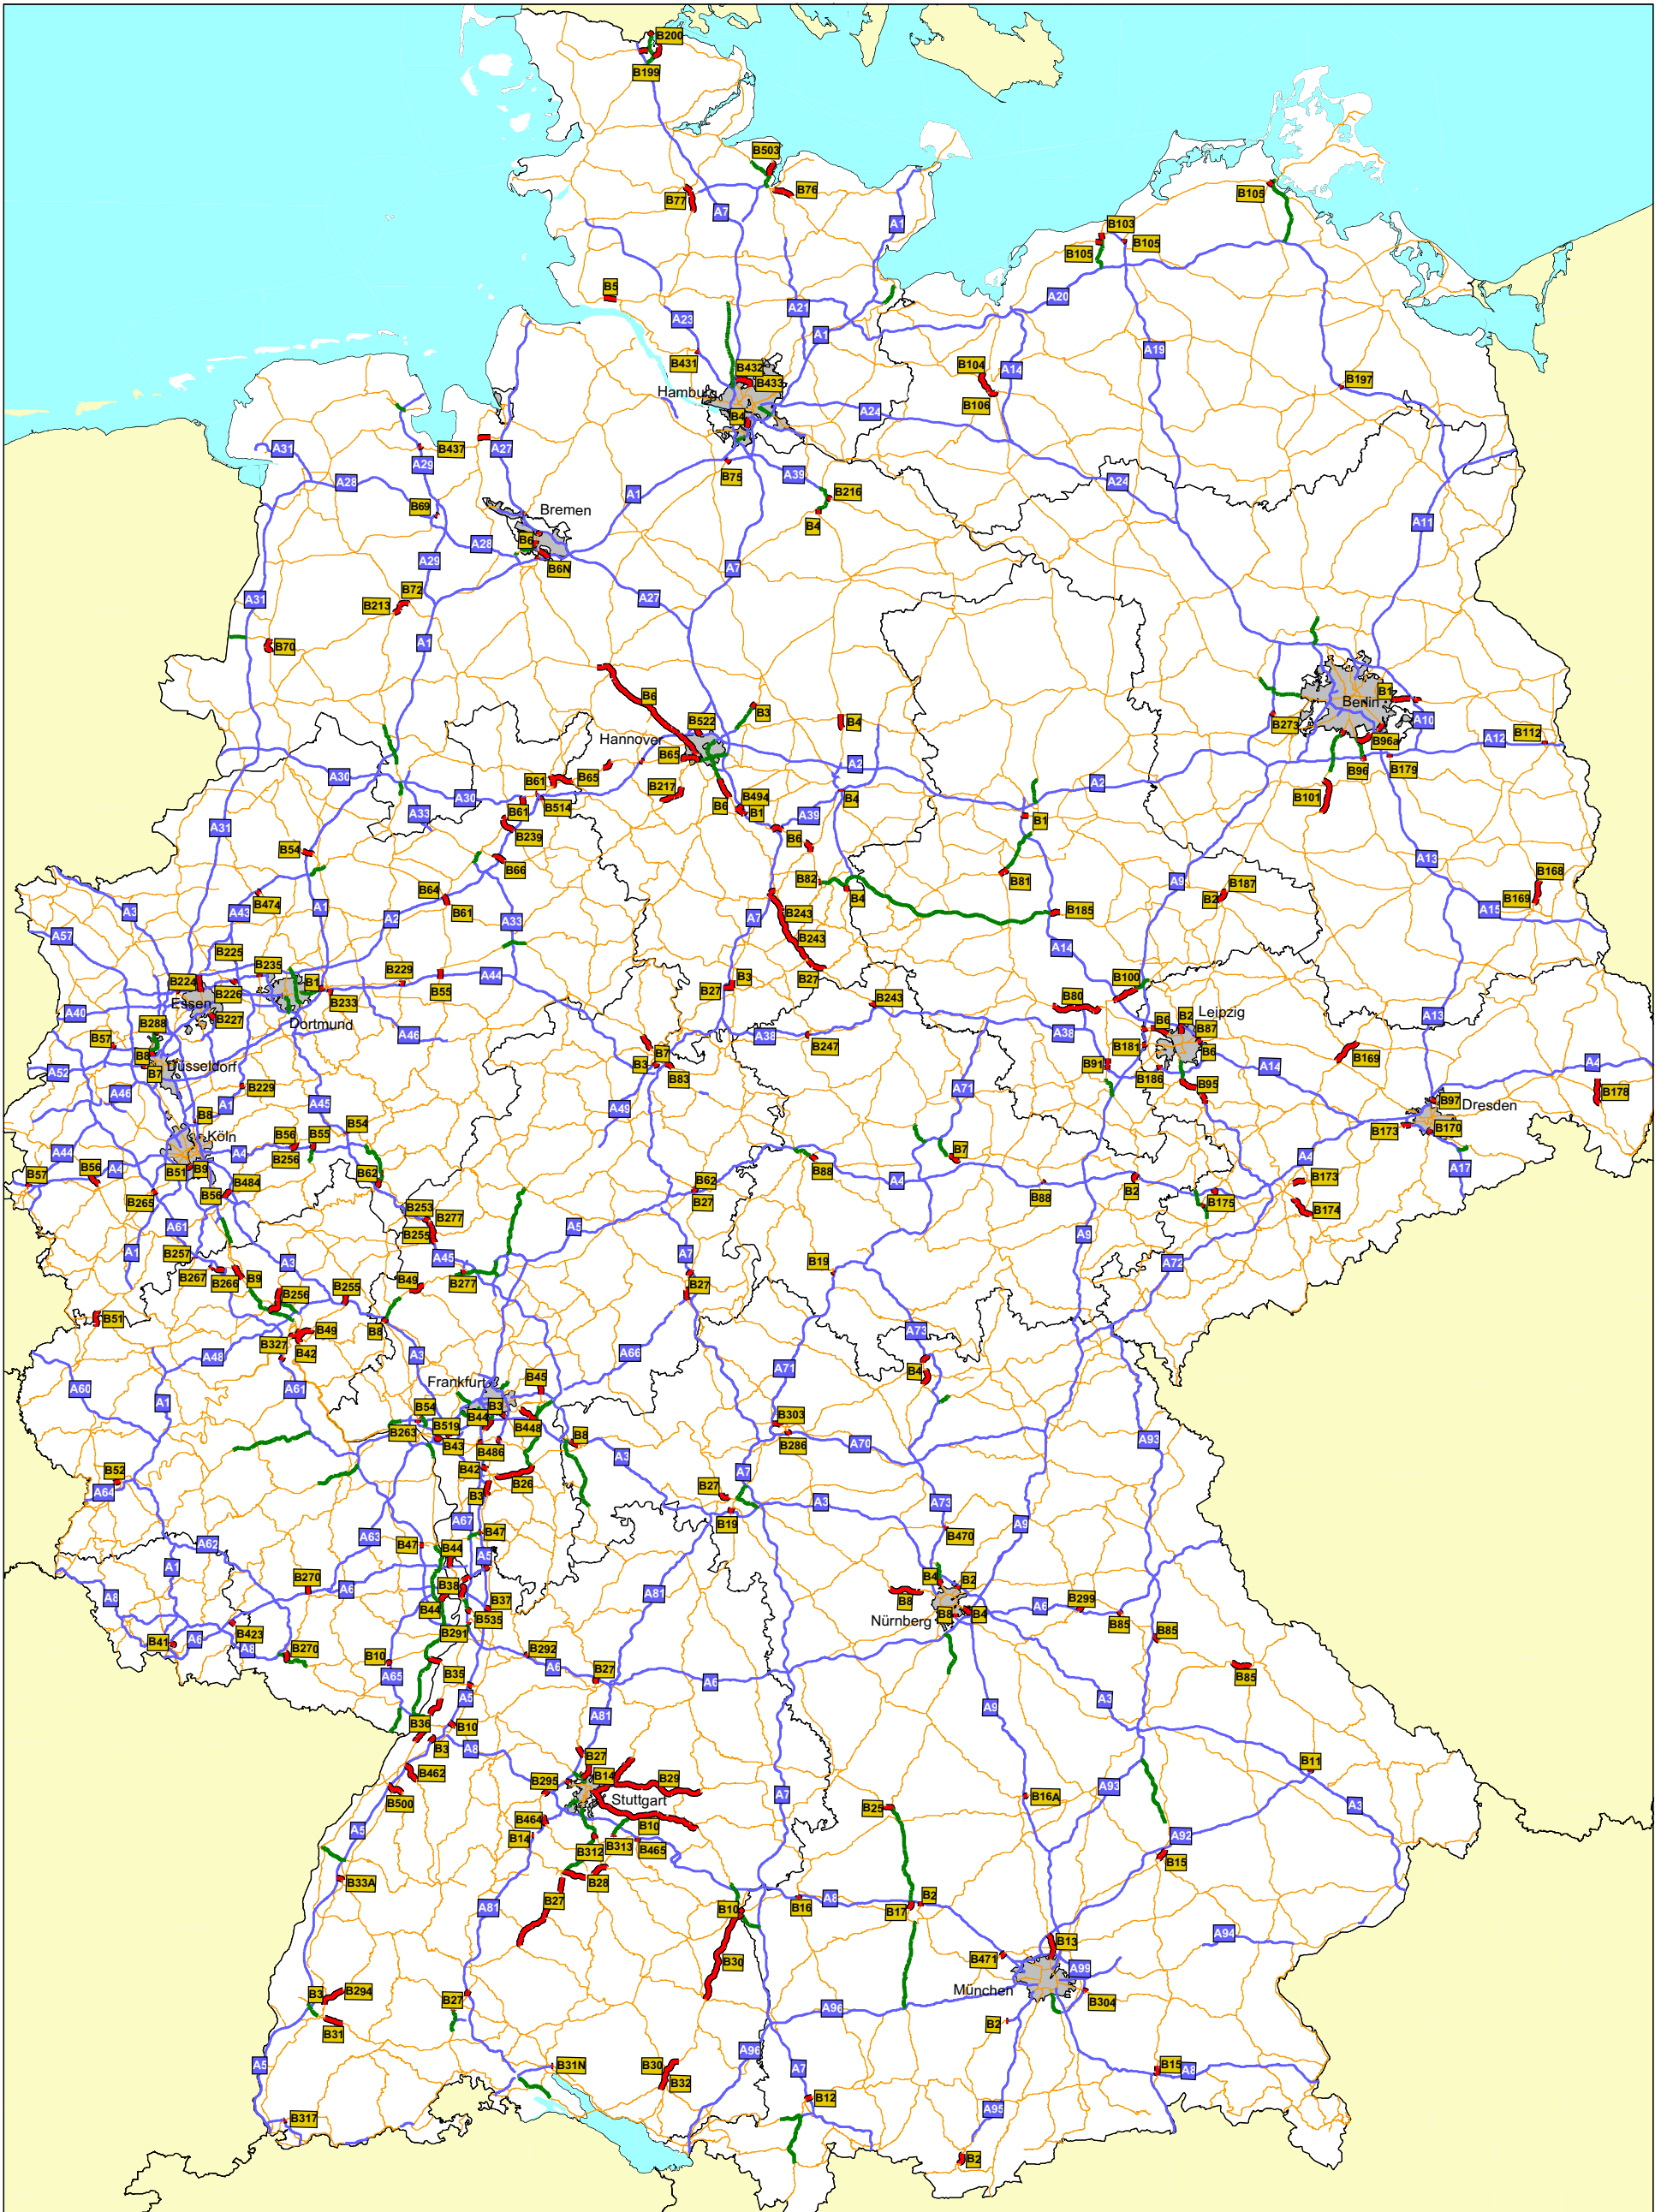 B200
B199
B503
B76
B77
A7
A1
B105
B103
B105
B105
B5
A23
A21
A1
A20
A19
B431
B432
B433
Hamburg
B4
B104
B106
A14
A24
B197
A31
B437
A29
A27
A28
B75
A39
B216
B4
A1
A24
B69
Bremen
B6
B6N
A28
A29
A7
A11
A31
B72
B213
A27
A1
B70
B6
B3
B522
Hannover
B4
B65
Berlin
B1
A10
B273
B96a
A12
B112
B96
B179
A2
A2
A30
A30
A33
B61
B65
B61
B514
B217
B6
B494
B1
B4
A39
B6
B101
B1
A31
B54
B239
B66
A13
B82
B4
B81
A9
B187
B2
B168
B169
A15
A3
B64
B61
B474
A43
A1
A2
A33
A7
B243
B243
B185
A14
A57
B225
B235
B229
A44
B55
B224
Essen
B226
B1
B233
B227
Dortmund
B3
B27
B27
B243
B100
B80
A40
B288
B57
B8
Düsseldorf
B7
A46
A38
B247
A38
B6
B2
Leipzig
B87
B6
B181
B91
B186
B95
A13
B169
A14
A4
B178
A52
A46
B7
B3
B83
A49
A71
B229
A1
A45
B8
Köln
B97
Dresden
B173
B170
A17
A44
B56
A4
B57
B51
B9
A4
B56
B256
B55
B54
B62
B265
B56
B484
B62
B27
B88
A4
B7
B88
B2
B175
A4
B173
B174
A61
A1
B253
B277
B255
A45
A5
A7
B19
A9
A72
B257
B267
B266
B9
A3
B256
B255
B49
B277
B27
B51
B8
B49
B327
B42
A48
A3
A66
A73
A71
B4
A60
A1
A61
Frankfurt
B45
B3
B54
B519
B44
B448
B263
B43
B486
B8
B303
B286
A70
A93
A3
B42
B26
B3
B52
A64
A7
B27
B19
A3
A73
B470
A9
A67
B47
A63
B47
B44
A5
A62
A1
A8
B270
A6
B38
B37
B44
B535
B291
A81
B4
B2
B8
B8
Nürnberg
B4
A6
B299
B85
B85
B41
A6
B423
A8
B270
B10
A65
B35
B292
A6
B27
A6
B85
A5
A81
A9
A3
B36
B10
B3
A8
B462
B500
B27
B14
B29
B295
Stuttgart
B464
B10
B14
B312
B313
B465
B28
A7
B25
B16A
A93
B11
A3
A92
B15
A5
B33A
B27
A81
B10
B16
A8
B2
B17
B30
B471
B13
A99
München
B304
B2
A94
B3
B294
B31
B27
A96
A5
B31N
B30
B32
A96
A7
B12
B15
A8
A95
B317
B2